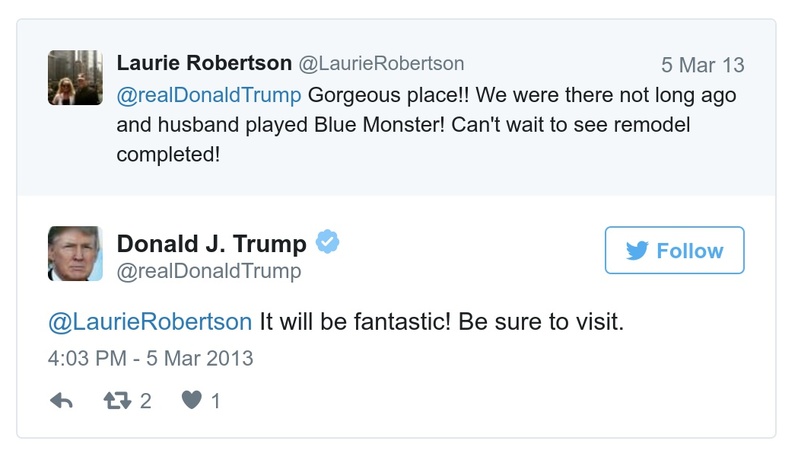 Laurie Robertson @LaurieRobertson 5 Mar 13
@realDonaldTrump Gorgeous place!! We were there not long ago
and husband played Blue Monster! Can't wait to see remodel
completed!
Donald J. Trump
@realDonaldTrump
Follow
@LaurieRobertson It will be fantastic! Be sure to visit.
4:03 PM - 5 Mar 2013
2 1